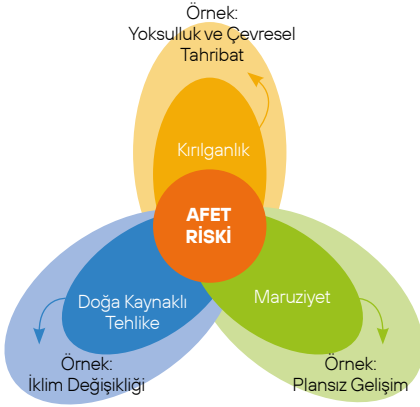 Örnek:
Yoksulluk ve Çevresel
Tahribat
Kırılganlık
AFET
RİSKİ
Doğa Kaynaklı
Tehlike
Maruziyet
Örnek:
İklim Değişikliği
Örnek:
Plansız Gelişim